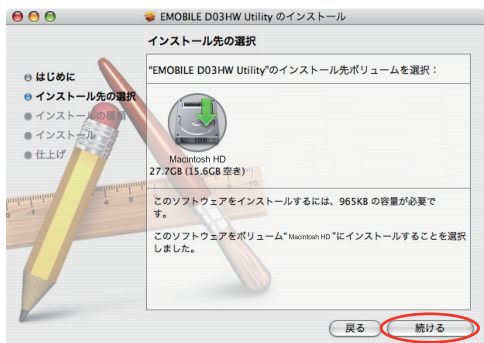 EMOBILE D03HW Utility のインストール
インストール先の選択
はじめに
インストール先の選択
インストールの種類
インストール
仕上げ
"EMOBILE D03HW Utility"のインストール先ボリュームを選択：
Macintosh HD
27.7GB (15.6GB 空き)
このソフトウェアをインストールするには、965KB の容量が必要で
す。
このソフトウェアをボリューム"Macintosh HD"にインストールすることを選択
しました。
戻る
続ける